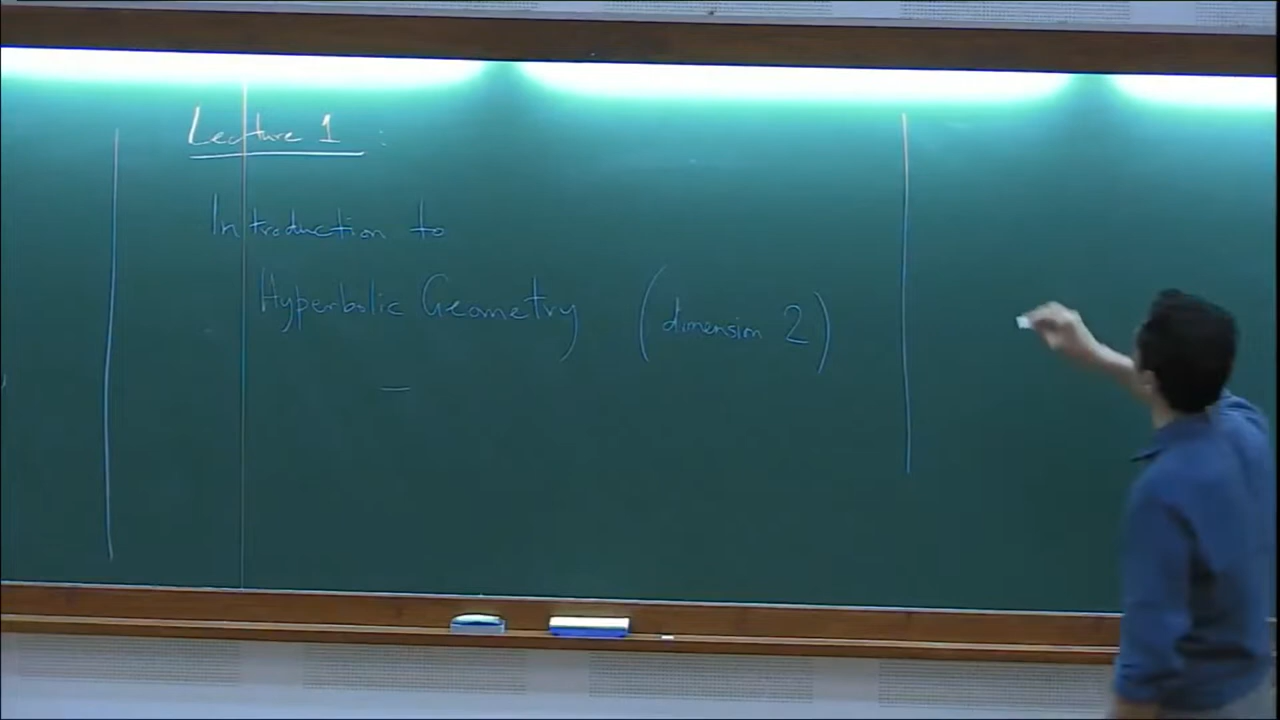 Lecture 1 :
Introduction to
Hyperbolic Geometry (dimension 2)
—